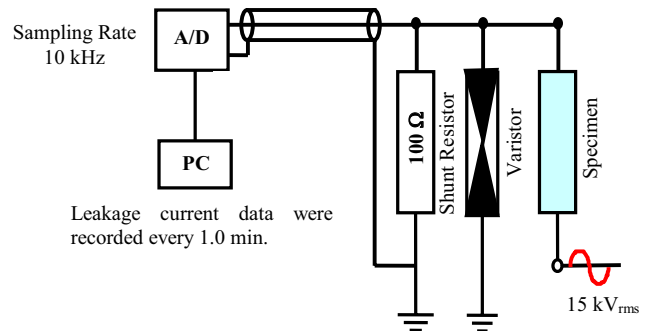 Sampling Rate
10 kHz
A/D
PC
Leakage current data were
recorded every 1.0 min.
100 Ω
Shunt Resistor
Varistor
Specimen
15 kVrms